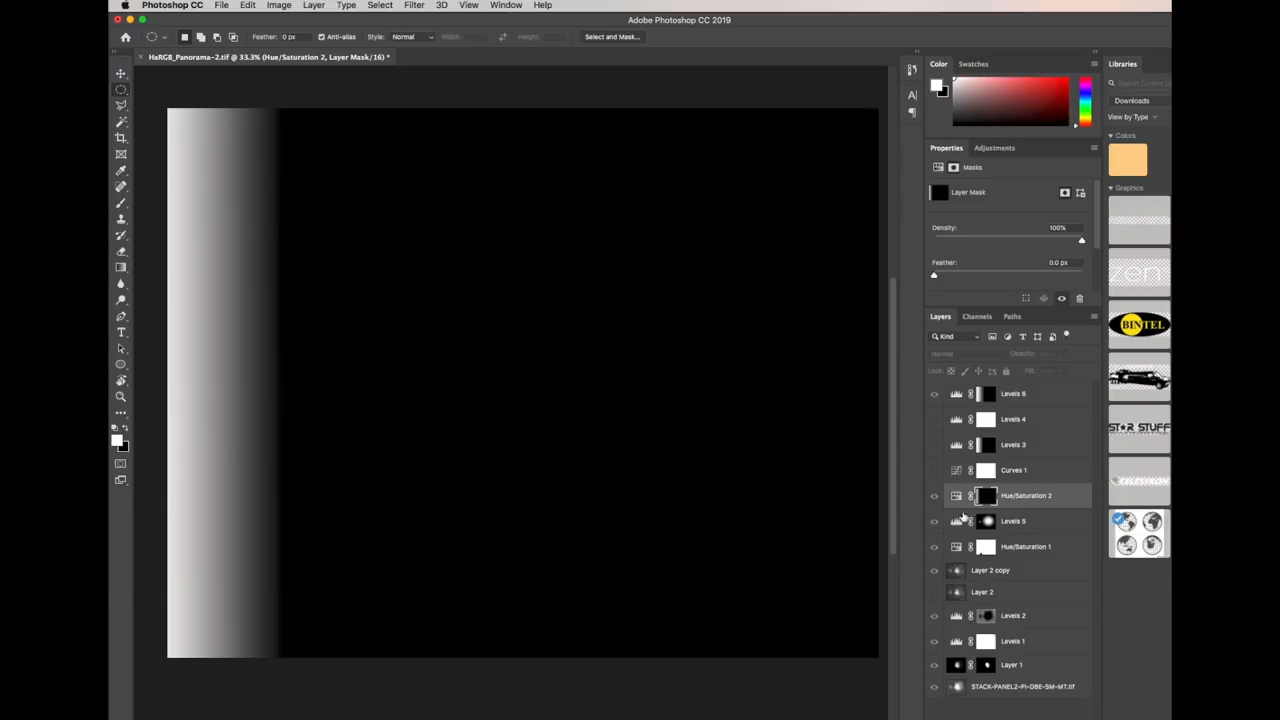 Photoshop CC File Edit Image Layer Type Select Filter 3D View Window Help
Adobe Photoshop CC 2019
Feather: 0 px Anti-alias Style: Normal Width: Height: Select and Mask...
HaRGB_Panorama-2.tif @ 33.3% (Hue/Saturation 2, Layer Mask/16) *
Color Swatches
Libraries
Search Current
Downloads
View by Type
Colors
Graphics
Properties Adjustments
Masks
Layer Mask
Density: 100%
Feather: 0.0 px
Layers Channels Paths
Kind
Normal Opacity:
Lock: Fill:
Levels 6
Levels 4
Levels 3
Curves 1
Hue/Saturation 2
Levels 5
Hue/Saturation 1
Layer 2 copy
Layer 2
Levels 2
Levels 1
Layer 1
STACK-PANEL2-PI-DBE-SM-MT.tif
zen
BINTEL
STAR STUFF